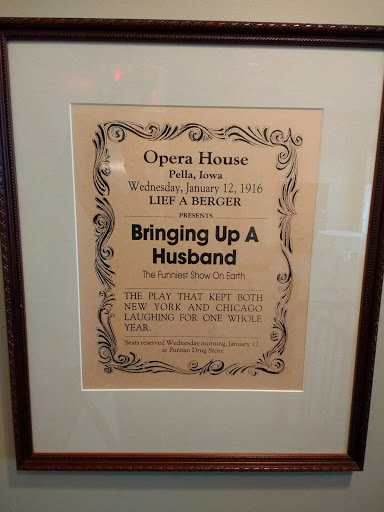 Opera House
Pella, Iowa
Wednesday, January 12, 1916
LIEF A BERGER
PRESENTS
Bringing Up A
Husband
The Funniest Show On Earth
THE PLAY THAT KEPT BOTH
NEW YORK AND CHICAGO
LAUGHING FOR ONE WHOLE
YEAR.
Seats reserved Wednesday morning, January 12,
at Furman Drug Store